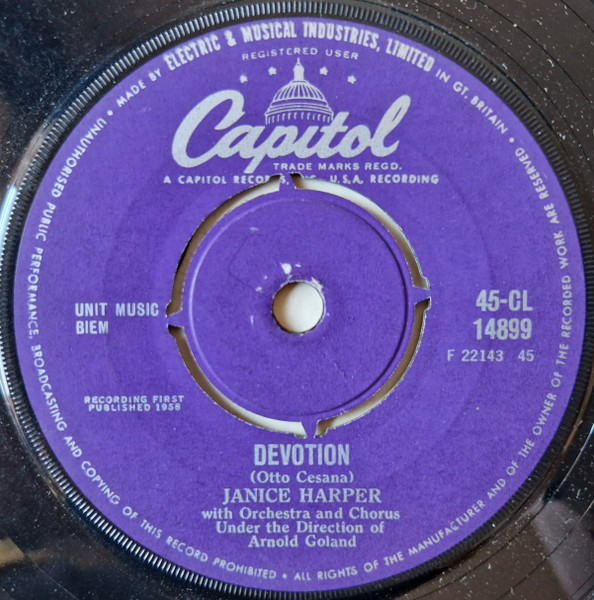 MADE BY ELECTRIC & MUSICAL INDUSTRIES, LIMITED IN GT. BRITAIN • ALL RIGHTS OF THE MANUFACTURER AND OF THE OWNER OF THE RECORDED WORK ARE RESERVED
UNAUTHORISED PUBLIC PERFORMANCE, BROADCASTING AND COPYING OF THIS RECORD PROHIBITED •
REGISTERED USER
Capitol
TRADE MARKS REGD.
A CAPITOL RECORDS, U.S.A. RECORDING
UNIT MUSIC
BIEM
45-CL
14899
F 22143 45
RECORDING FIRST
PUBLISHED 1958
DEVOTION
(Otto Cesana)
JANICE HARPER
with Orchestra and Chorus
Under the Direction of
Arnold Goland